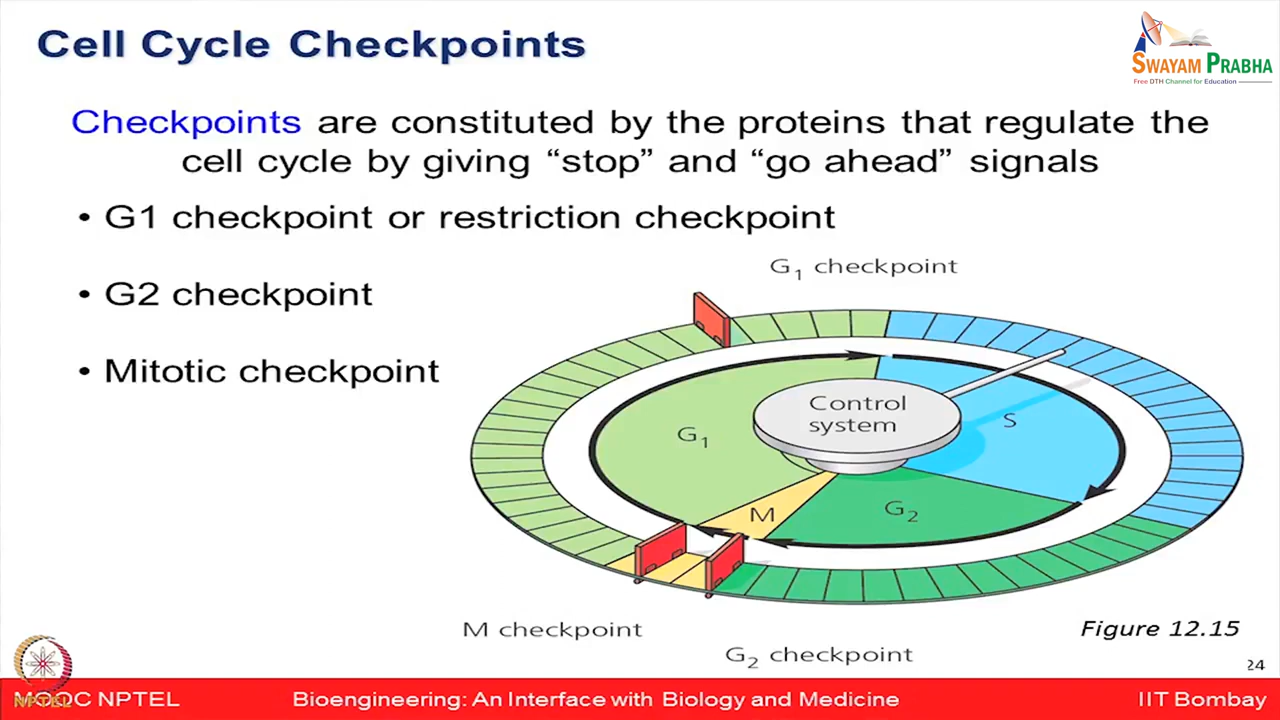 Cell Cycle Checkpoints
SWAYAM PRABHA
Free DTH Channel for Education
Checkpoints are constituted by the proteins that regulate the
cell cycle by giving “stop” and “go ahead” signals
• G1 checkpoint or restriction checkpoint
• G2 checkpoint
• Mitotic checkpoint
G₁ checkpoint
Control
system
G₁
S
M
G₂
M checkpoint
G₂ checkpoint
Figure 12.15
24
MOOC NPTEL
NPTEL
Bioengineering: An Interface with Biology and Medicine
IIT Bombay